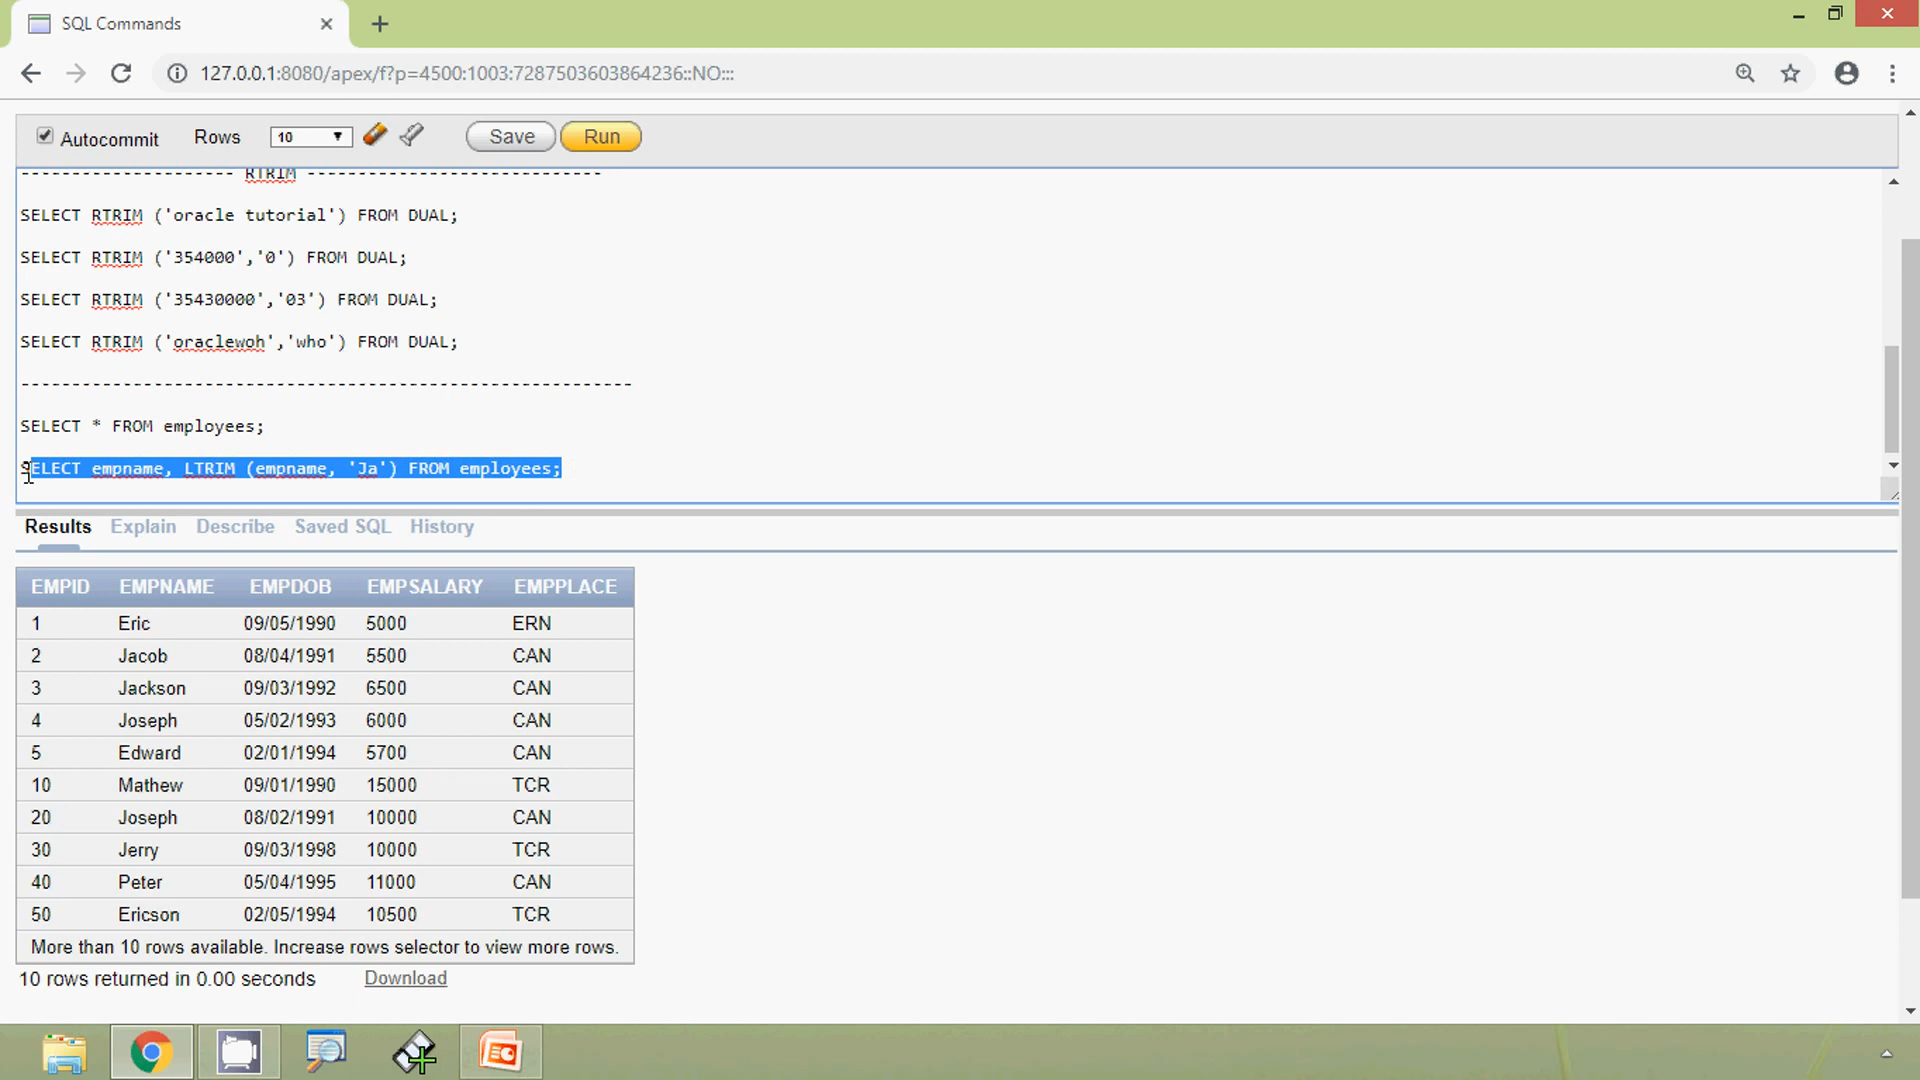 SQL Commands
127.0.0.1:8080/apex/f?p=4500:1003:7287503603864236::NO:::
Autocommit Rows 10 Save Run
--------------------- RTRIM -----------------------------
SELECT RTRIM ('oracle tutorial') FROM DUAL;
SELECT RTRIM ('354000','0') FROM DUAL;
SELECT RTRIM ('35430000','03') FROM DUAL;
SELECT RTRIM ('oraclewoh','who') FROM DUAL;
------------------------------------------------------------
SELECT * FROM employees;
SELECT empname, LTRIM (empname, 'Ja') FROM employees;
Results Explain Describe Saved SQL History
EMPID EMPNAME EMPDOB EMPSALARY EMPPLACE
1 Eric 09/05/1990 5000 ERN
2 Jacob 08/04/1991 5500 CAN
3 Jackson 09/03/1992 6500 CAN
4 Joseph 05/02/1993 6000 CAN
5 Edward 02/01/1994 5700 CAN
10 Mathew 09/01/1990 15000 TCR
20 Joseph 08/02/1991 10000 CAN
30 Jerry 09/03/1998 10000 TCR
40 Peter 05/04/1995 11000 CAN
50 Ericson 02/05/1994 10500 TCR
More than 10 rows available. Increase rows selector to view more rows.
10 rows returned in 0.00 seconds Download